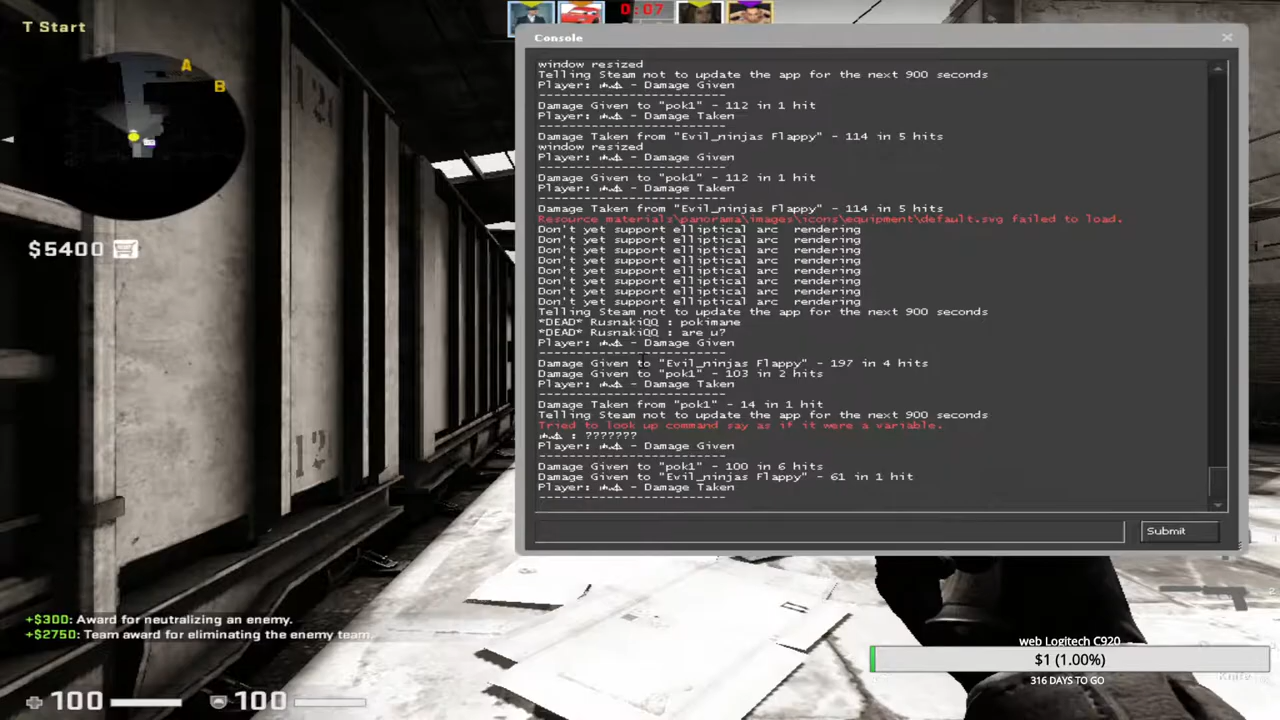 T Start
0:07
A
B
$5400
Console
window resized
Telling Steam not to update the app for the next 900 seconds
Player: - Damage Given
-------------------------
Damage Given to "pok1" - 112 in 1 hit
Player: - Damage Taken
-------------------------
Damage Taken from "Evil_ninjas Flappy" - 114 in 5 hits
window resized
Player: - Damage Given
-------------------------
Damage Given to "pok1" - 112 in 1 hit
Player: - Damage Taken
-------------------------
Damage Taken from "Evil_ninjas Flappy" - 114 in 5 hits
Resource materials\panorama\images\icons\equipment\default.svg failed to load.
Don't yet support elliptical arc rendering
Don't yet support elliptical arc rendering
Don't yet support elliptical arc rendering
Don't yet support elliptical arc rendering
Don't yet support elliptical arc rendering
Don't yet support elliptical arc rendering
Don't yet support elliptical arc rendering
Don't yet support elliptical arc rendering
Telling Steam not to update the app for the next 900 seconds
*DEAD* RusnakiQQ : pokimane
*DEAD* RusnakiQQ : are u?
Player: - Damage Given
-------------------------
Damage Given to "Evil_ninjas Flappy" - 197 in 4 hits
Damage Given to "pok1" - 103 in 2 hits
Player: - Damage Taken
-------------------------
Damage Taken from "pok1" - 14 in 1 hit
Telling Steam not to update the app for the next 900 seconds
Tried to look up command say as if it were a variable.
: ???????
Player: - Damage Given
-------------------------
Damage Given to "pok1" - 100 in 6 hits
Damage Given to "Evil_ninjas Flappy" - 61 in 1 hit
Player: - Damage Taken
-------------------------
Submit
124
12
+$300: Award for neutralizing an enemy.
+$2750: Team award for eliminating the enemy team.
100
100
web Logitech C920
$1 (1.00%)
316 DAYS TO GO
Knife